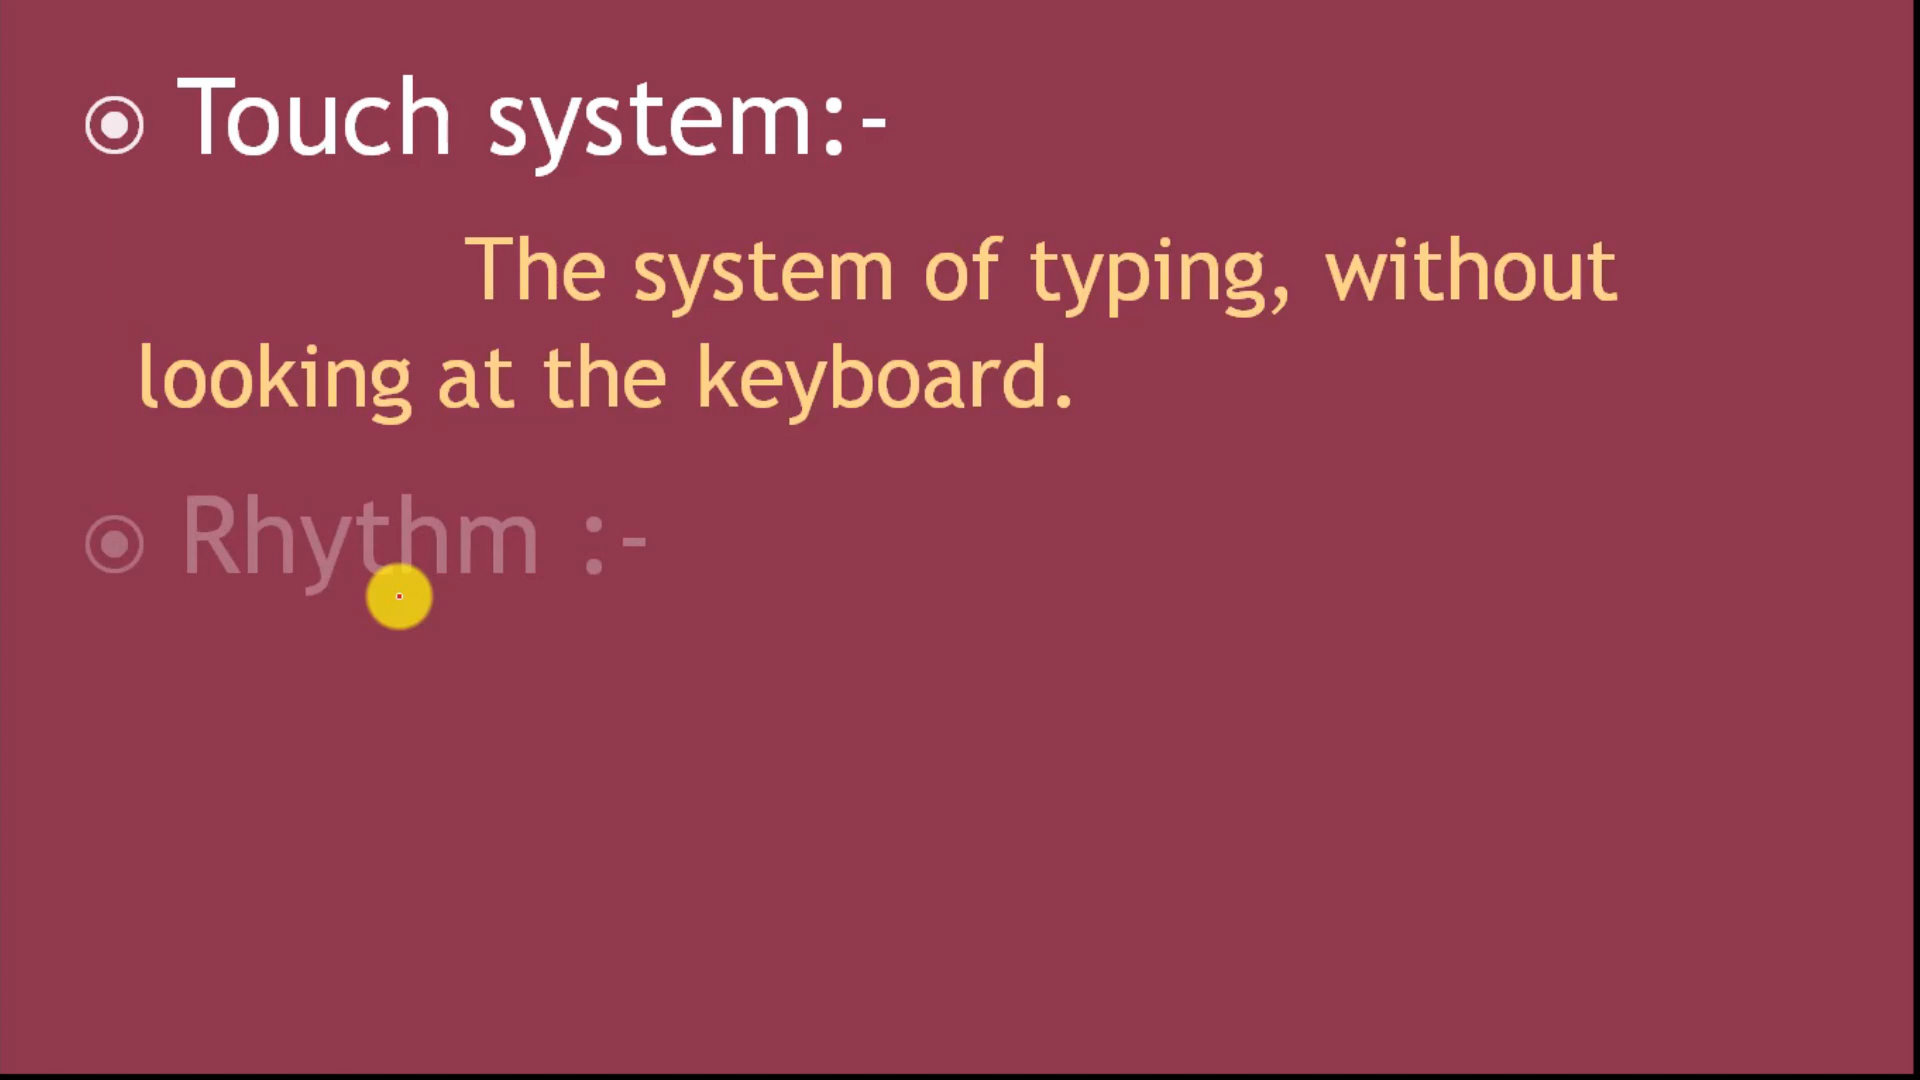 Touch system:-
The system of typing, without
looking at the keyboard.
Rhythm :-